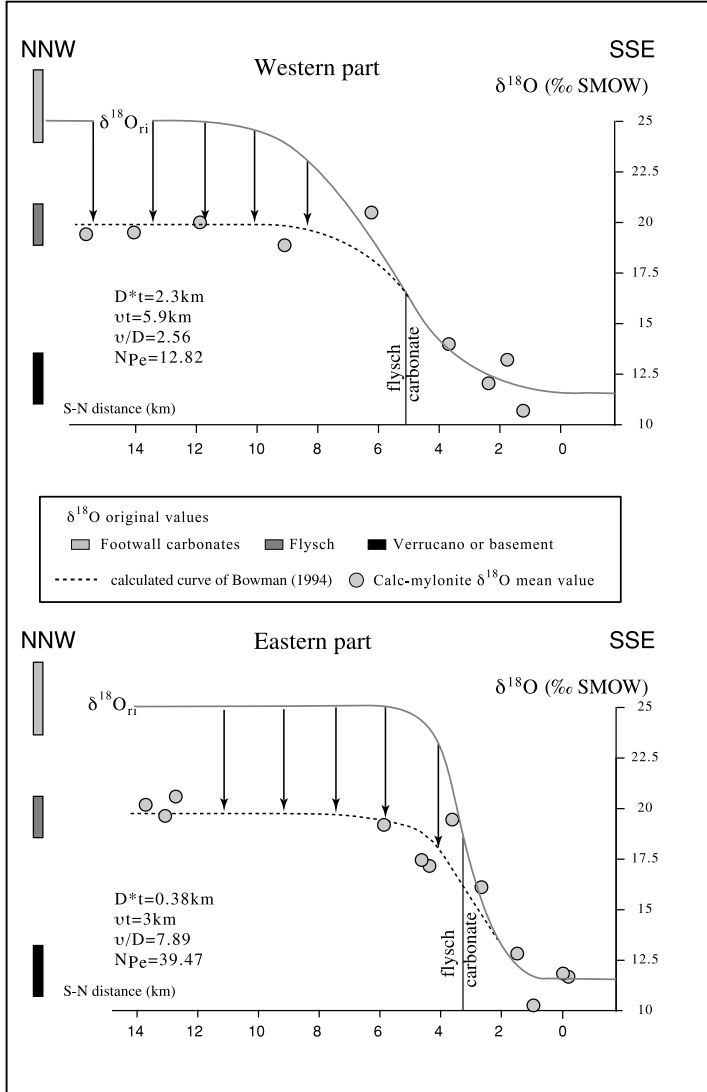 NNW
SSE
Western part
δ18O (‰ SMOW)
δ18Ori
25
22.5
20
17.5
15
12.5
10
D*t=2.3km
υt=5.9km
υ/D=2.56
NPe=12.82
flysch
carbonate
S-N distance (km)
14 12 10 8 6 4 2 0
δ18O original values
Footwall carbonates Flysch Verrucano or basement
calculated curve of Bowman (1994) Calc-mylonite δ18O mean value
NNW
SSE
Eastern part
δ18O (‰ SMOW)
δ18Ori
25
22.5
20
17.5
15
12.5
10
D*t=0.38km
υt=3km
υ/D=7.89
NPe=39.47
flysch
carbonate
S-N distance (km)
14 12 10 8 6 4 2 0